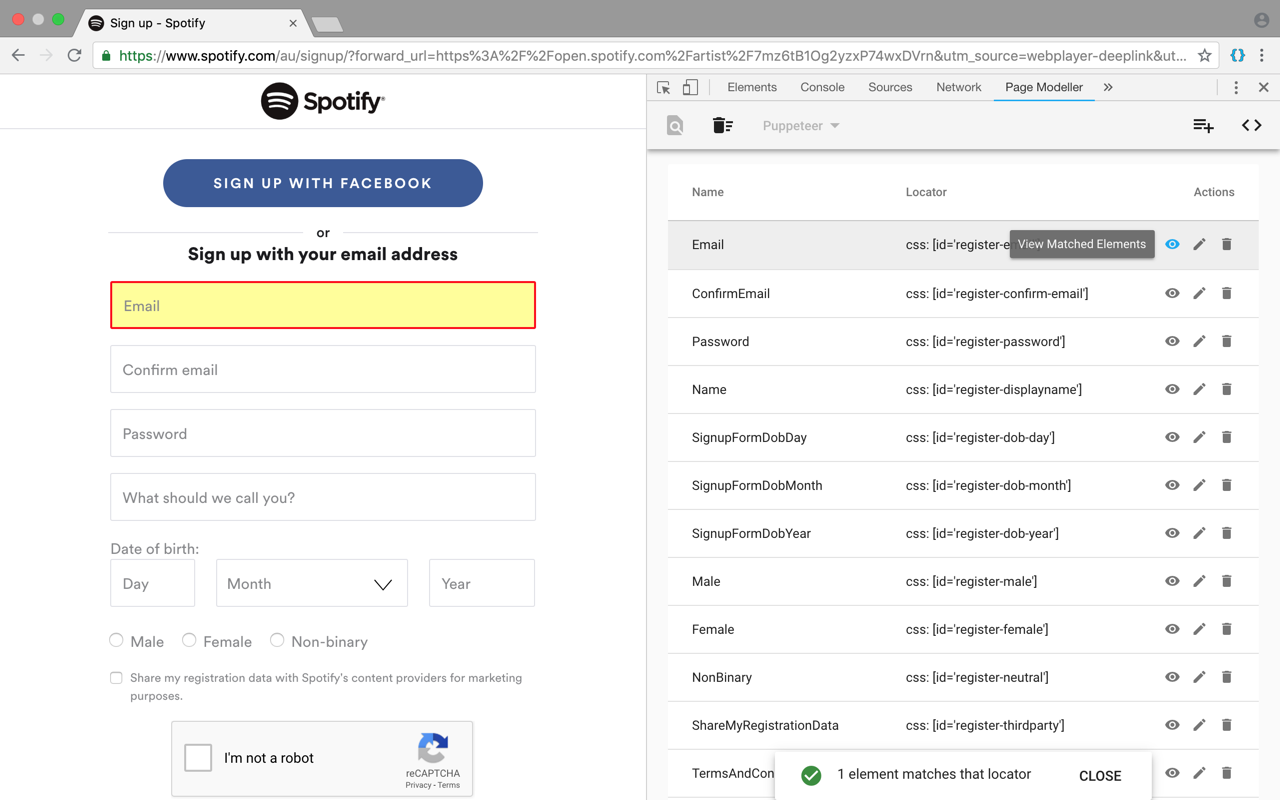 Sign up - Spotify
https://www.spotify.com/au/signup/?forward_url=https%3A%2F%2Fopen.spotify.com%2Fartist%2F7mz6tB1Og2yzxP74wxDVrn&utm_source=webplayer-deeplink&ut...
Spotify®
SIGN UP WITH FACEBOOK
or
Sign up with your email address
Email
Confirm email
Password
What should we call you?
Date of birth:
Day Month Year
Male Female Non-binary
Share my registration data with Spotify's content providers for marketing
purposes.
I'm not a robot
reCAPTCHA
Privacy - Terms
Elements Console Sources Network Page Modeller
Puppeteer
Name Locator Actions
Email css: [id='register-e
View Matched Elements
ConfirmEmail css: [id='register-confirm-email']
Password css: [id='register-password']
Name css: [id='register-displayname']
SignupFormDobDay css: [id='register-dob-day']
SignupFormDobMonth css: [id='register-dob-month']
SignupFormDobYear css: [id='register-dob-year']
Male css: [id='register-male']
Female css: [id='register-female']
NonBinary css: [id='register-neutral']
ShareMyRegistrationData css: [id='register-thirdparty']
TermsAndCon
1 element matches that locator CLOSE